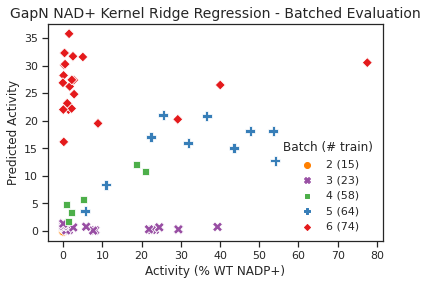 GapN NAD+ Kernel Ridge Regression - Batched Evaluation
35
30
25
20
15
10
5
0
Predicted Activity
Batch (# train)
2 (15)
3 (23)
4 (58)
5 (64)
6 (74)
0 10 20 30 40 50 60 70 80
Activity (% WT NADP+)